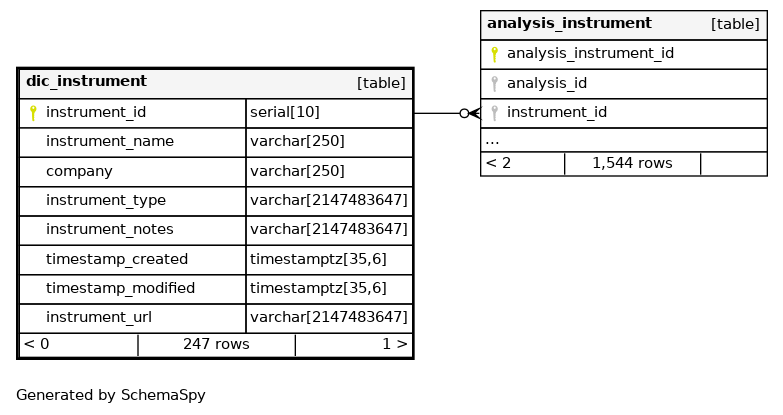 analysis_instrument [table]
analysis_instrument_id
analysis_id
instrument_id
...
< 2 1,544 rows
dic_instrument [table]
instrument_id serial[10]
instrument_name varchar[250]
company varchar[250]
instrument_type varchar[2147483647]
instrument_notes varchar[2147483647]
timestamp_created timestamptz[35,6]
timestamp_modified timestamptz[35,6]
instrument_url varchar[2147483647]
< 0 247 rows 1 >
Generated by SchemaSpy